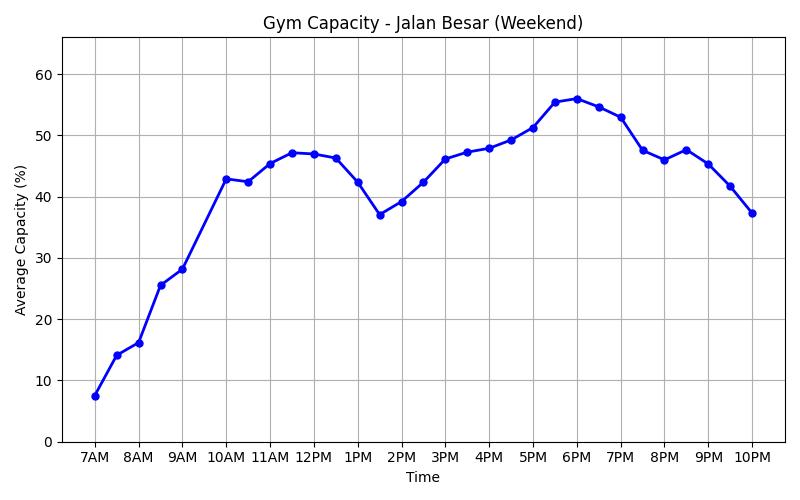 Gym Capacity - Jalan Besar (Weekend)
60
50
40
30
20
10
0
Average Capacity (%)
7AM 8AM 9AM 10AM 11AM 12PM 1PM 2PM 3PM 4PM 5PM 6PM 7PM 8PM 9PM 10PM
Time